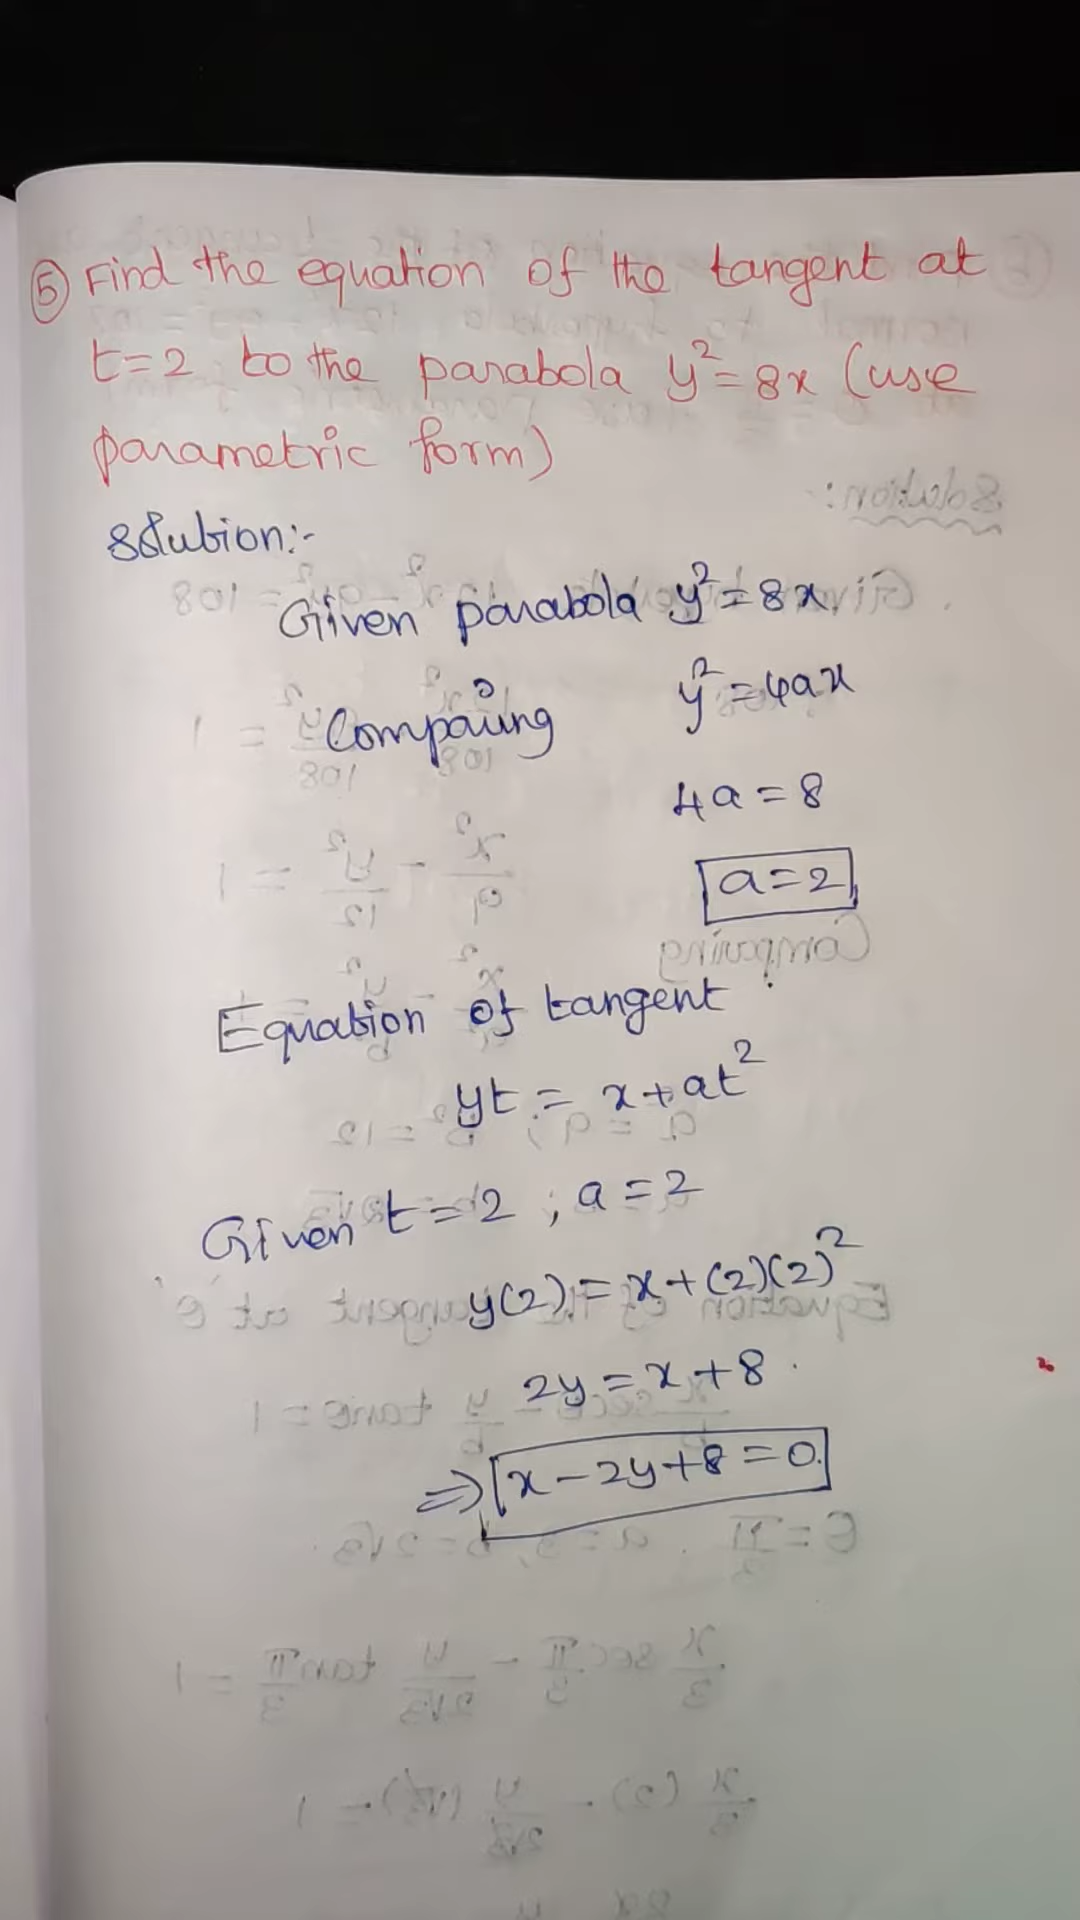 ⑤ Find the equation of the tangent at
t=2 to the parabola y²=8x (use
parametric form)
Solution:-
Given parabola y²=8x
y²=4ax
Comparing
4a=8
a=2
Equation of tangent
yt = x+at²
Given t=2 ; a=2
y(2) = x+(2)(2)²
2y = x+8
⇒ x-2y+8=0